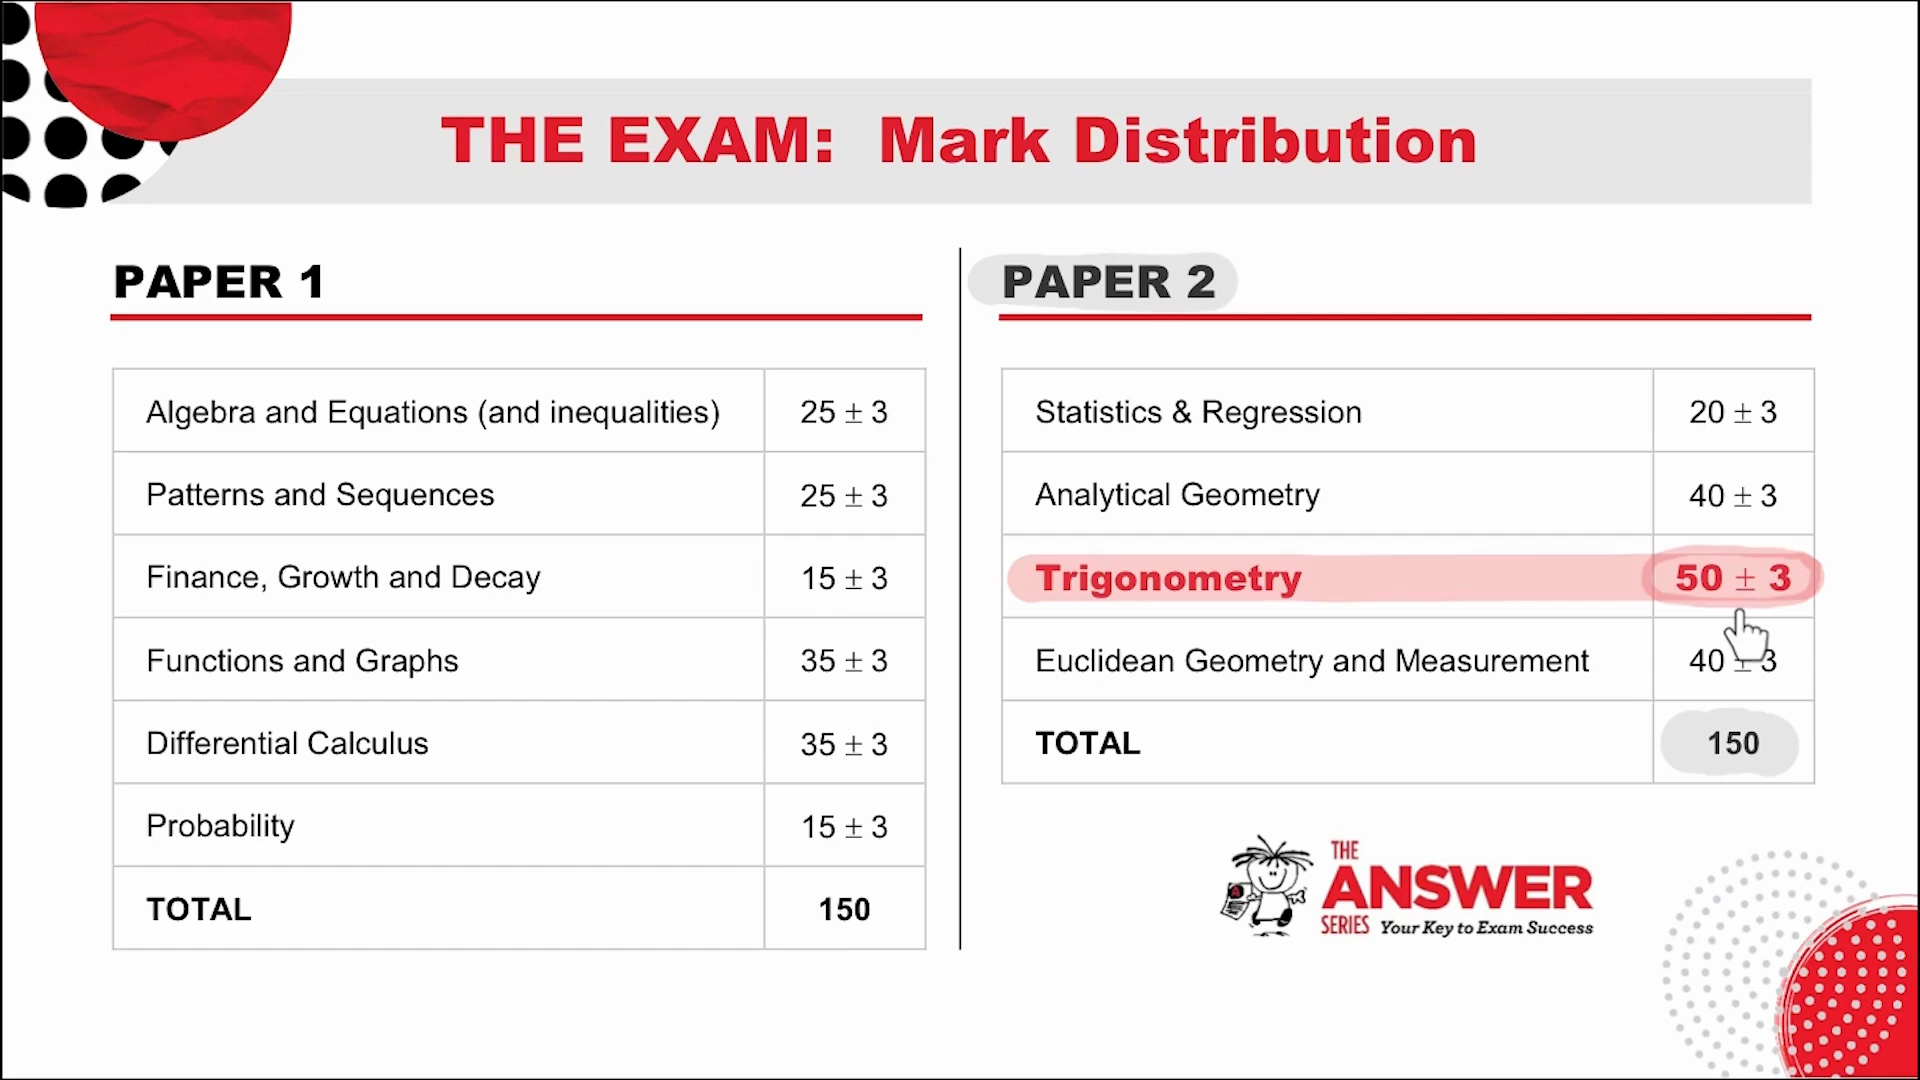 THE EXAM: Mark Distribution
PAPER 1
Algebra and Equations (and inequalities) 25 ± 3
Patterns and Sequences 25 ± 3
Finance, Growth and Decay 15 ± 3
Functions and Graphs 35 ± 3
Differential Calculus 35 ± 3
Probability 15 ± 3
TOTAL 150
PAPER 2
Statistics & Regression 20 ± 3
Analytical Geometry 40 ± 3
Trigonometry 50 ± 3
Euclidean Geometry and Measurement 40 ± 3
TOTAL 150
THE
ANSWER
SERIES Your Key to Exam Success